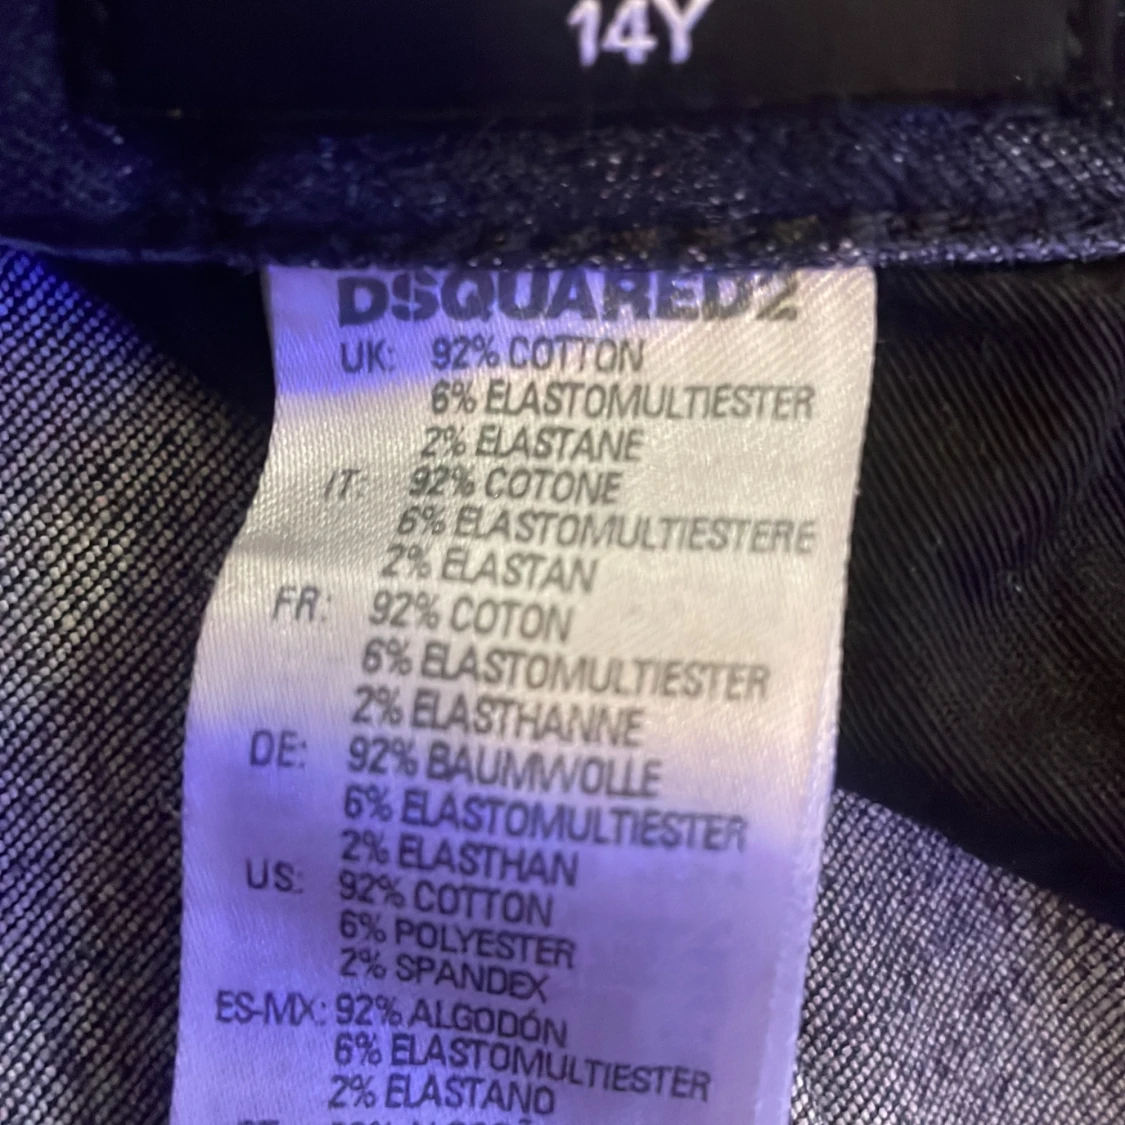 14Y
DSQUARED2
UK: 92% COTTON
6% ELASTOMULTIESTER
2% ELASTANE
IT: 92% COTONE
6% ELASTOMULTIESTERE
2% ELASTAN
FR: 92% COTON
6% ELASTOMULTIESTER
2% ELASTHANNE
DE: 92% BAUMWOLLE
6% ELASTOMULTIESTER
2% ELASTHAN
US: 92% COTTON
6% POLYESTER
2% SPANDEX
ES-MX: 92% ALGODÓN
6% ELASTOMULTIESTER
2% ELASTANO